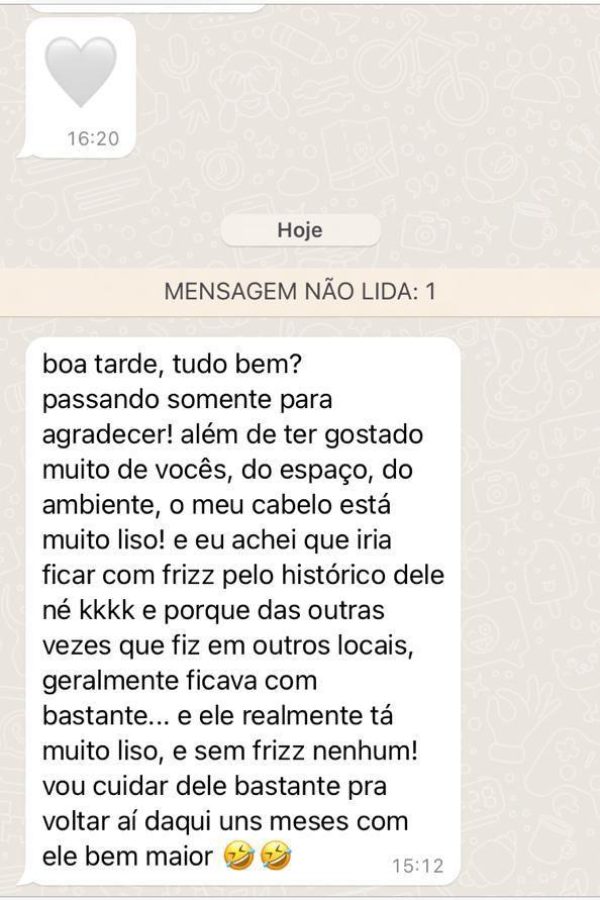 16:20
Hoje
MENSAGEM NÃO LIDA: 1
boa tarde, tudo bem?
passando somente para
agradecer! além de ter gostado
muito de vocês, do espaço, do
ambiente, o meu cabelo está
muito liso! e eu achei que iria
ficar com frizz pelo histórico dele
né kkkk e porque das outras
vezes que fiz em outros locais,
geralmente ficava com
bastante... e ele realmente tá
muito liso, e sem frizz nenhum!
vou cuidar dele bastante pra
voltar aí daqui uns meses com
ele bem maior 🤣🤣
15:12